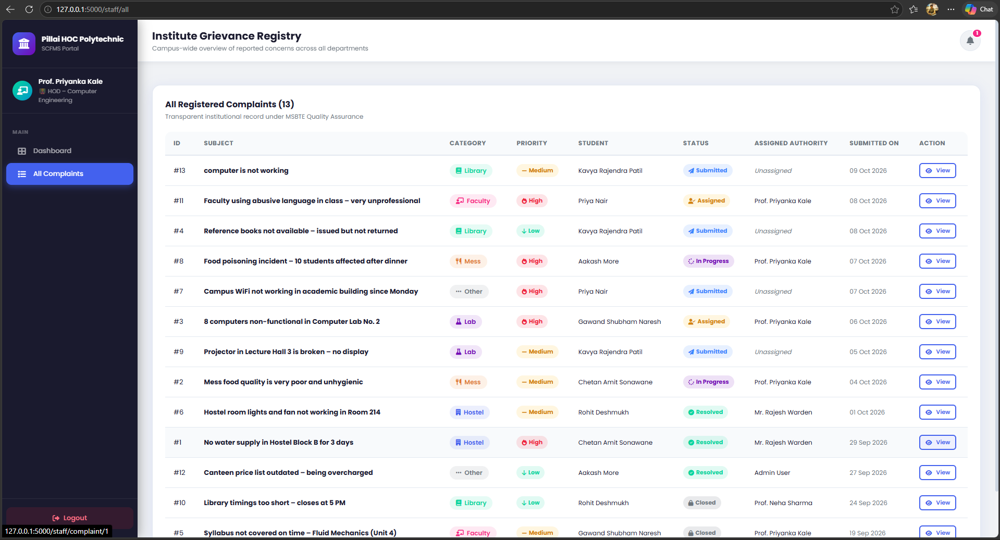 127.0.0.1:5000/staff/all
Chat
Pillai HOC Polytechnic
SCFMS Portal
Prof. Priyanka Kale
HOD – Computer
Engineering
MAIN
Dashboard
All Complaints
Logout
127.0.0.1:5000/staff/complaint/1
Institute Grievance Registry
Campus-wide overview of reported concerns across all departments
1
All Registered Complaints (13)
Transparent institutional record under MSBTE Quality Assurance
ID SUBJECT CATEGORY PRIORITY STUDENT STATUS ASSIGNED AUTHORITY SUBMITTED ON ACTION
#13 computer is not working Library Medium Kavya Rajendra Patil Submitted Unassigned 09 Oct 2026 View
#11 Faculty using abusive language in class – very unprofessional Faculty High Priya Nair Assigned Prof. Priyanka Kale 08 Oct 2026 View
#4 Reference books not available – issued but not returned Library Low Kavya Rajendra Patil Submitted Unassigned 08 Oct 2026 View
#8 Food poisoning incident – 10 students affected after dinner Mess High Aakash More In Progress Prof. Priyanka Kale 07 Oct 2026 View
#7 Campus WiFi not working in academic building since Monday Other High Priya Nair Submitted Unassigned 07 Oct 2026 View
#3 8 computers non-functional in Computer Lab No. 2 Lab High Gawand Shubham Naresh Assigned Prof. Priyanka Kale 06 Oct 2026 View
#9 Projector in Lecture Hall 3 is broken – no display Lab Medium Kavya Rajendra Patil Submitted Unassigned 05 Oct 2026 View
#2 Mess food quality is very poor and unhygienic Mess Medium Chetan Amit Sonawane In Progress Prof. Priyanka Kale 04 Oct 2026 View
#6 Hostel room lights and fan not working in Room 214 Hostel Medium Rohit Deshmukh Resolved Mr. Rajesh Warden 01 Oct 2026 View
#1 No water supply in Hostel Block B for 3 days Hostel High Chetan Amit Sonawane Resolved Mr. Rajesh Warden 29 Sep 2026 View
#12 Canteen price list outdated – being overcharged Other Low Aakash More Resolved Admin User 27 Sep 2026 View
#10 Library timings too short – closes at 5 PM Library Low Rohit Deshmukh Closed Prof. Neha Sharma 24 Sep 2026 View
#5 Syllabus not covered on time – Fluid Mechanics (Unit 4) Faculty Medium Gawand Shubham Naresh Closed Prof. Priyanka Kale 19 Sep 2026 View